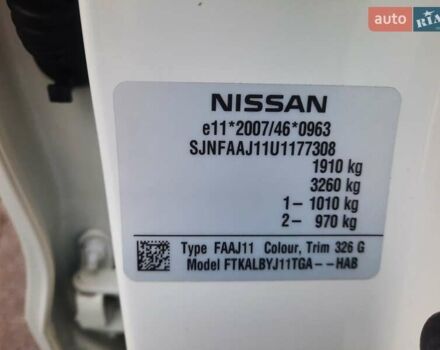 AUTO
RIA
NISSAN
e11*2007/46*0963
SJNFAAJ11U1177308
1910 kg
3260 kg
1- 1010 kg
2- 970 kg
Type FAAJ11 Colour, Trim 326 G
Model FTKALBYJ11TGA--HAB